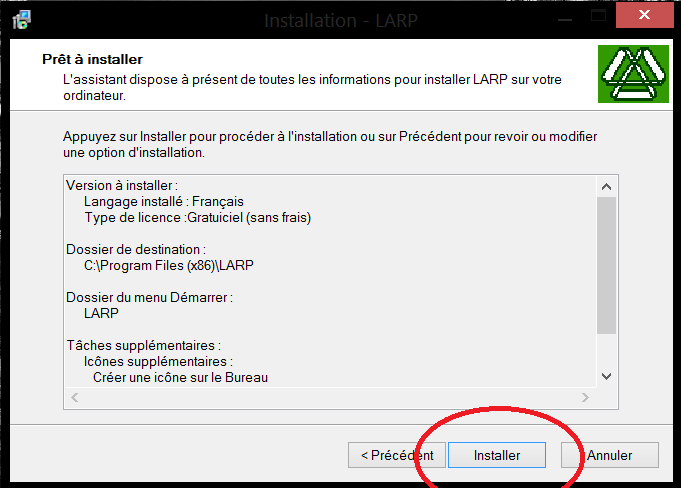 Installation - LARP
Prêt à installer
L'assistant dispose à présent de toutes les informations pour installer LARP sur votre
ordinateur.
Appuyez sur Installer pour procéder à l'installation ou sur Précédent pour revoir ou modifier
une option d'installation.
Version à installer :
Langage installé : Français
Type de licence :Gratuiciel (sans frais)
Dossier de destination :
C:\Program Files (x86)\LARP
Dossier du menu Démarrer :
LARP
Tâches supplémentaires :
Icônes supplémentaires :
Créer une icône sur le Bureau
< Précédent Installer Annuler